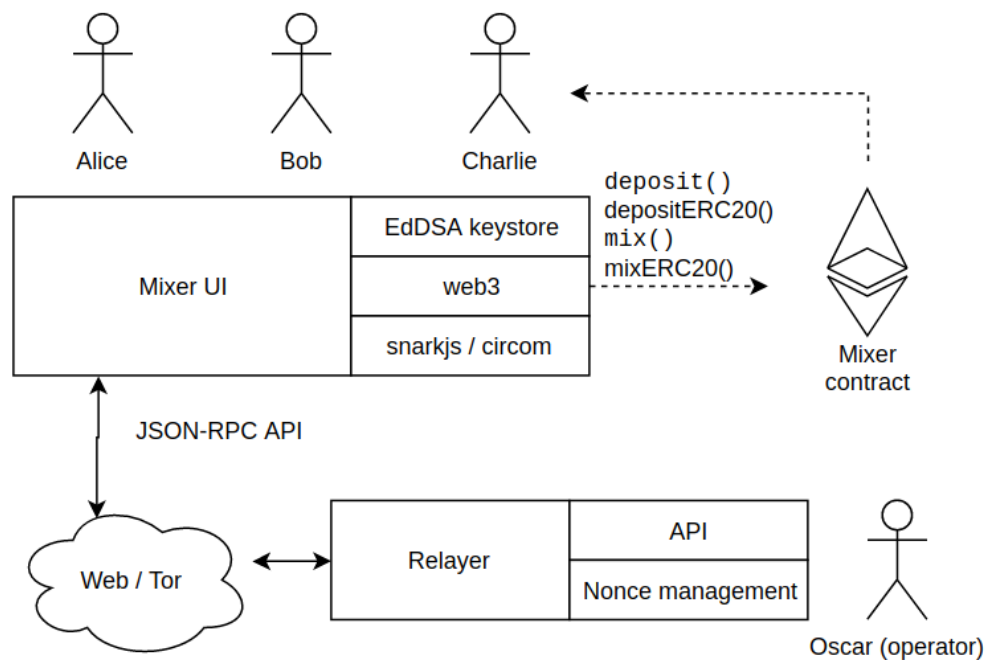 Alice
Bob
Charlie
deposit()
depositERC20()
mix()
mixERC20()
Mixer UI
EdDSA keystore
web3
snarkjs / circom
Mixer
contract
JSON-RPC API
Web / Tor
Relayer
API
Nonce management
Oscar (operator)